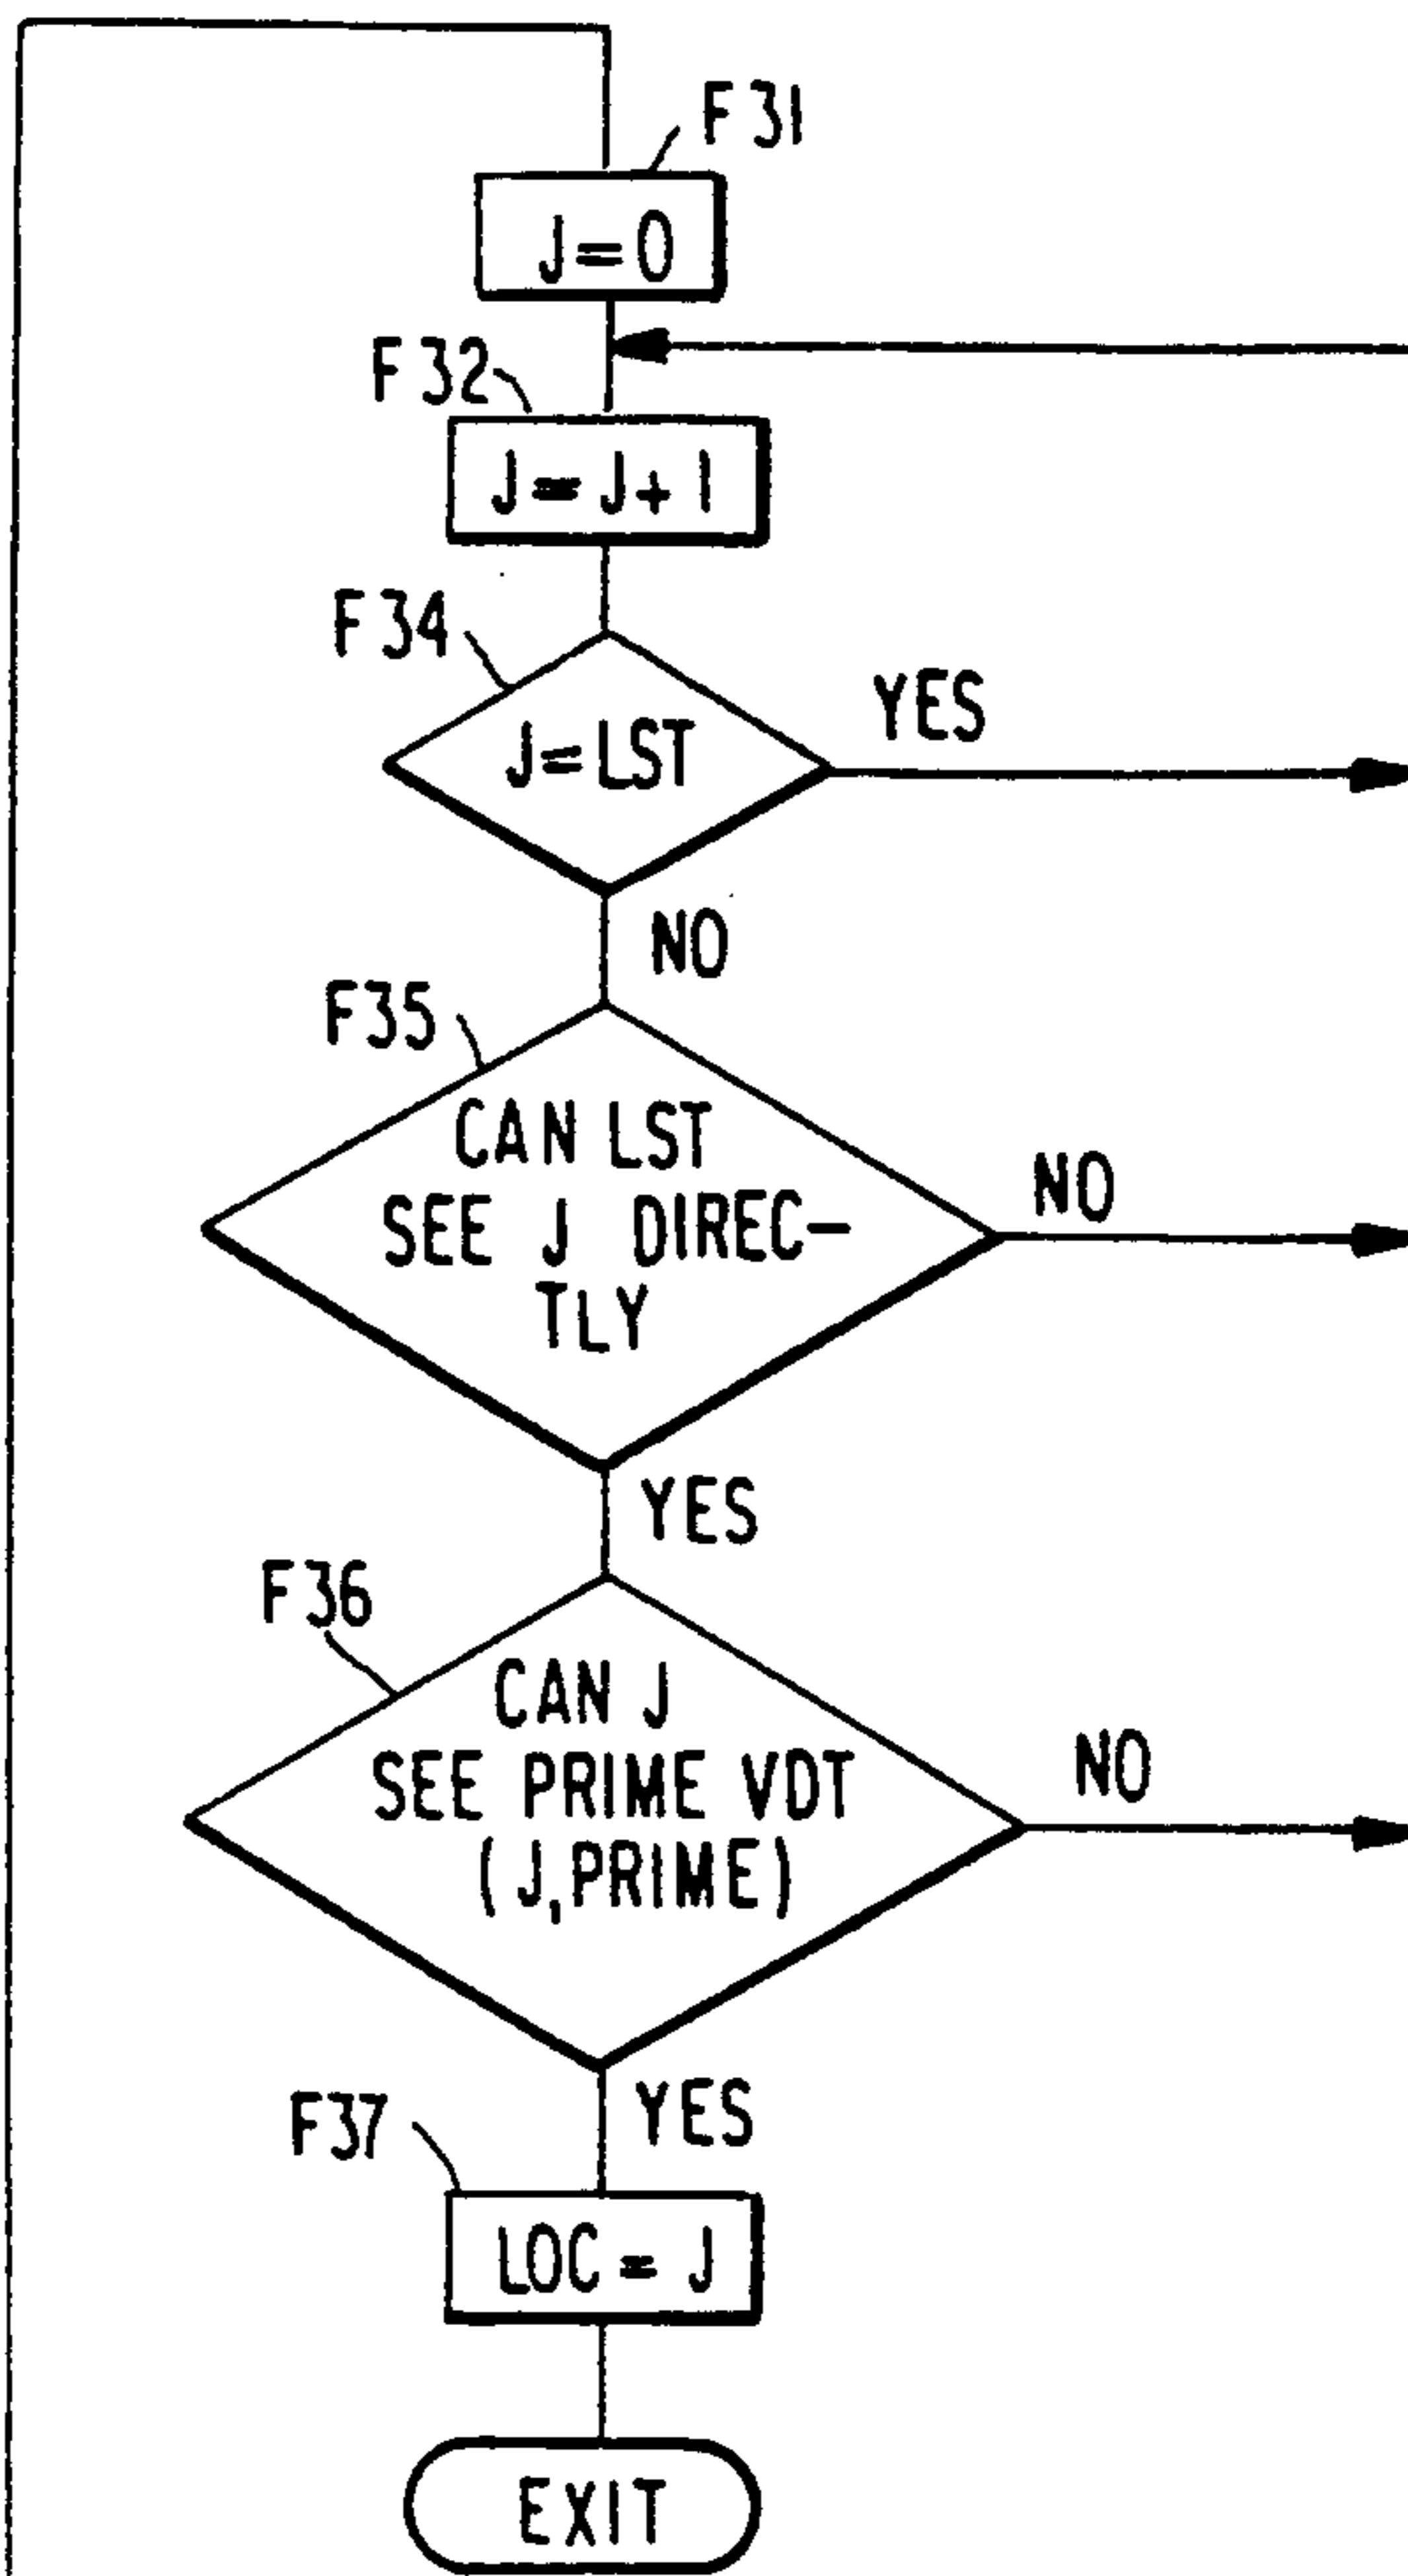 F31
J=0
F32
J=J+1
F34
J=LST
YES
NO
F35
CAN LST
SEE J DIREC-
TLY
NO
YES
F36
CAN J
SEE PRIME VDT
(J,PRIME)
NO
YES
F37
LOC = J
EXIT